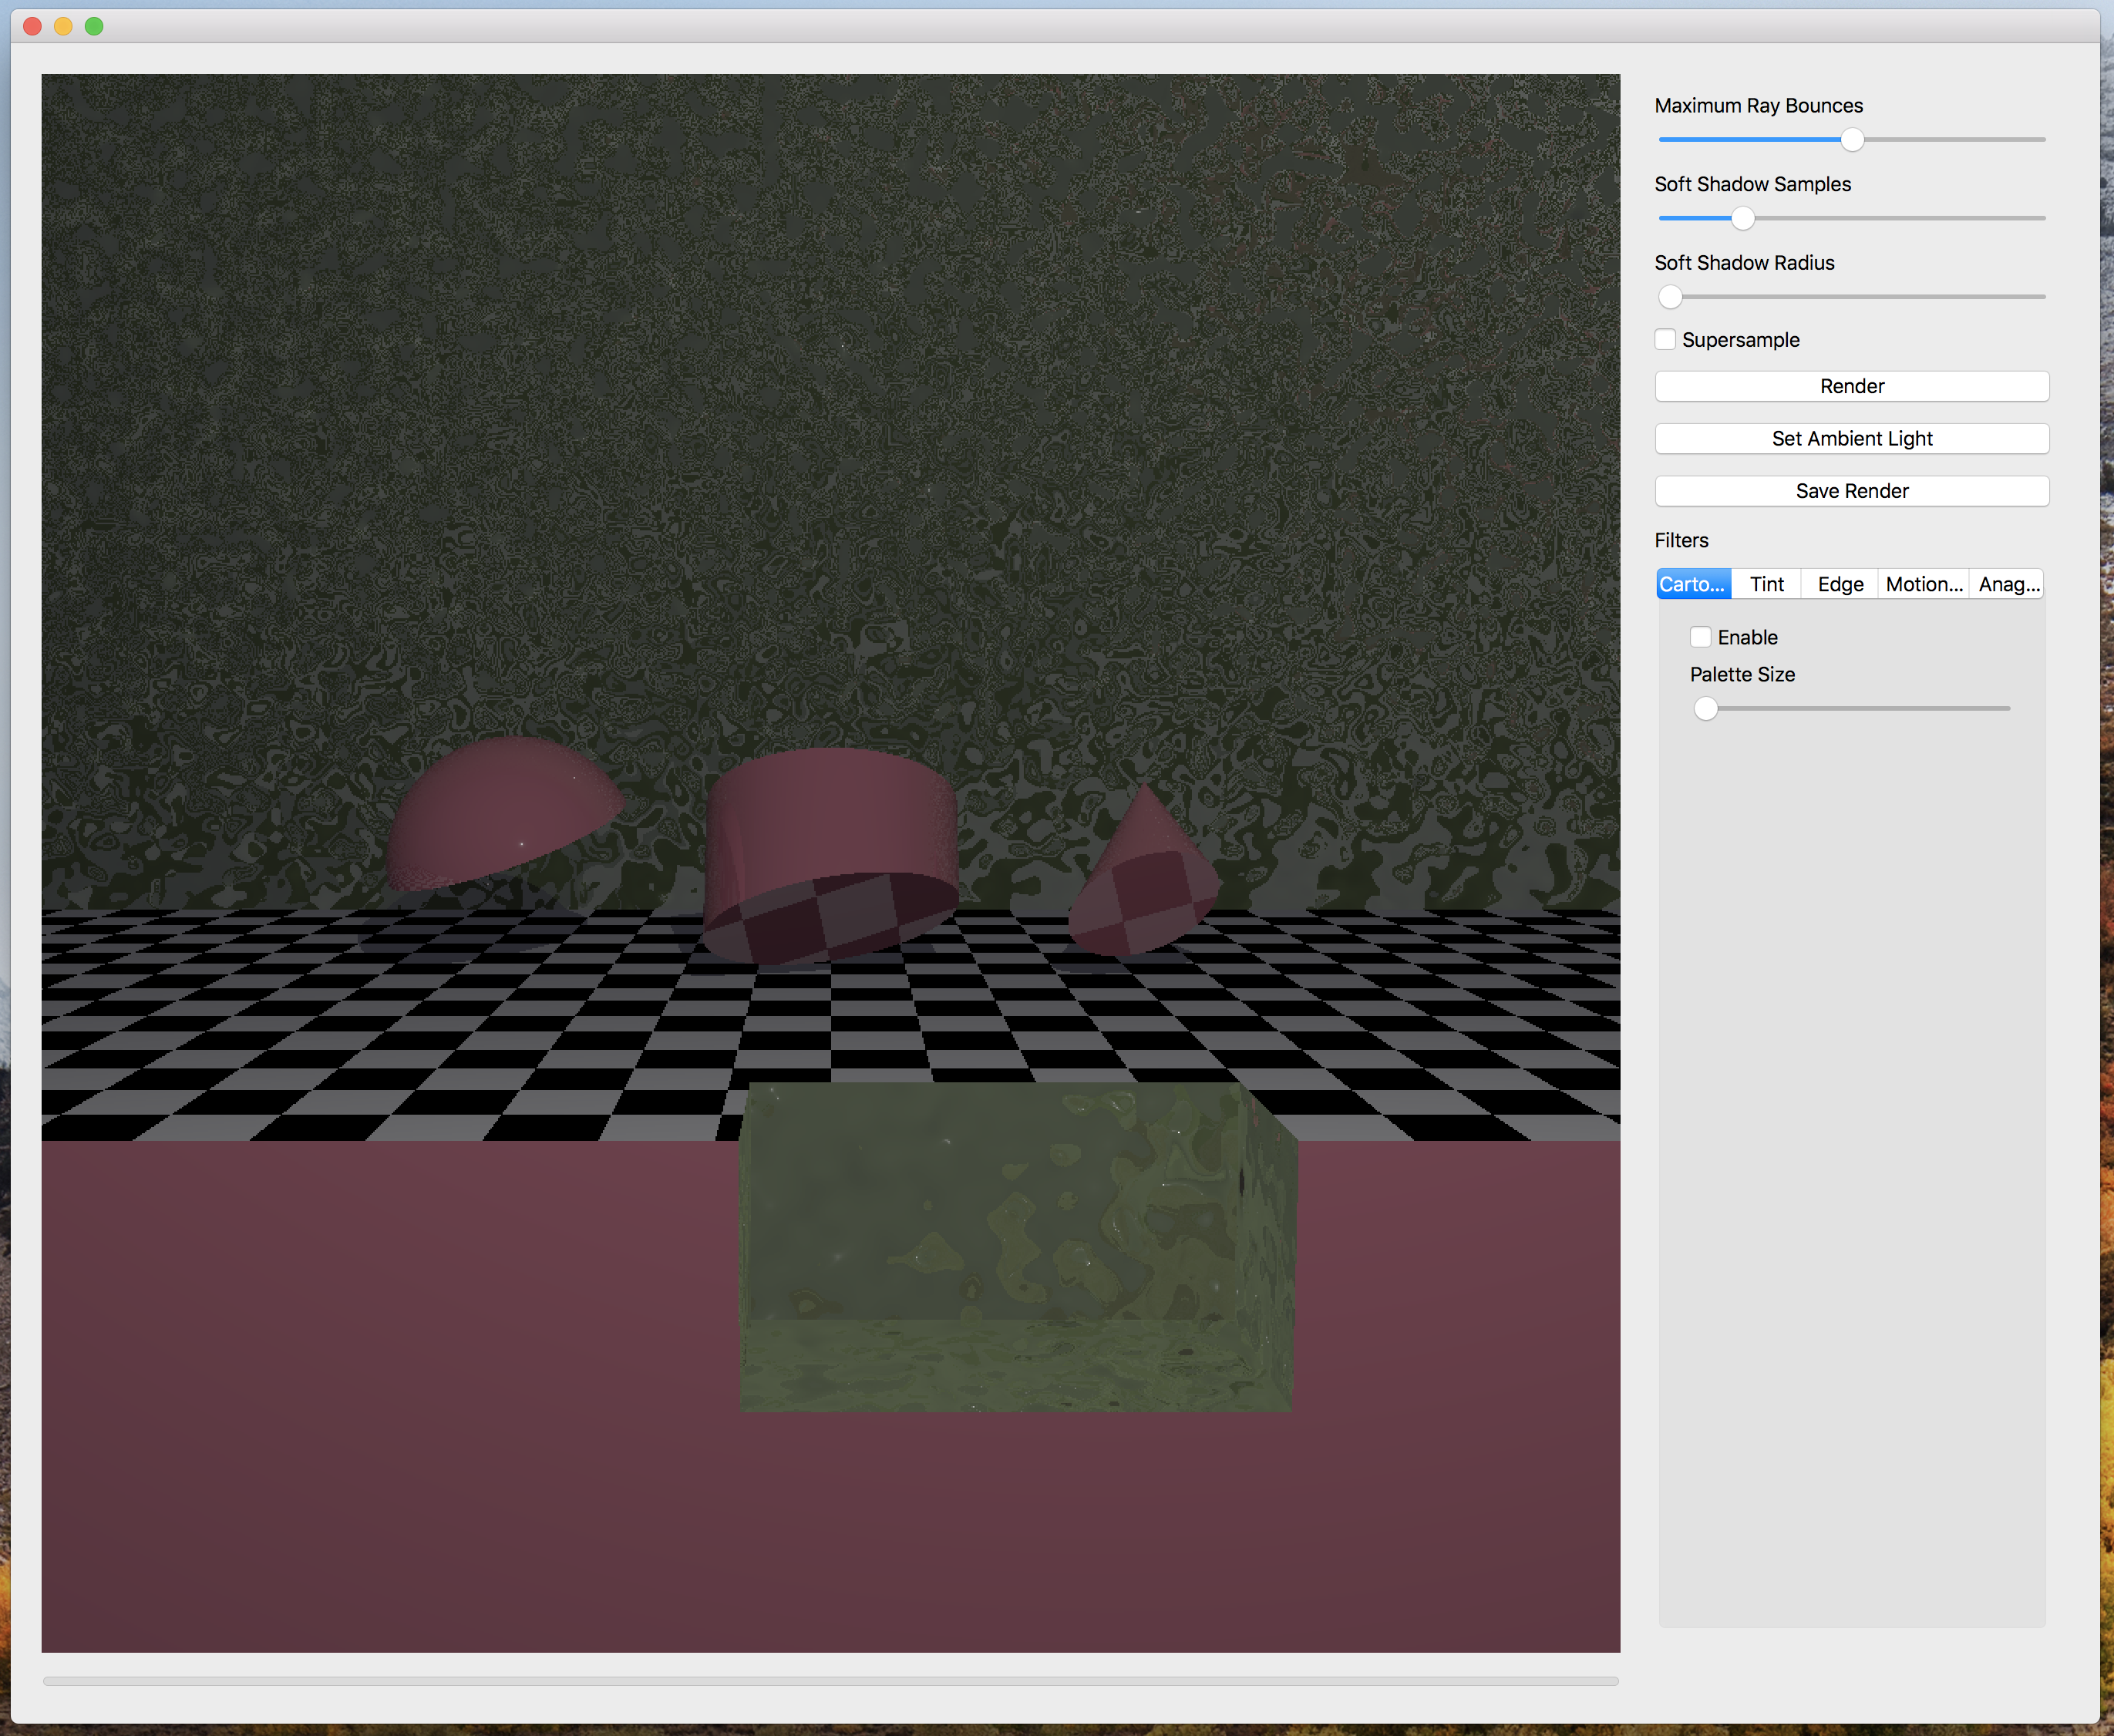 Maximum Ray Bounces
Soft Shadow Samples
Soft Shadow Radius
Supersample
Render
Set Ambient Light
Save Render
Filters
Carto... Tint Edge Motion... Anag...
Enable
Palette Size